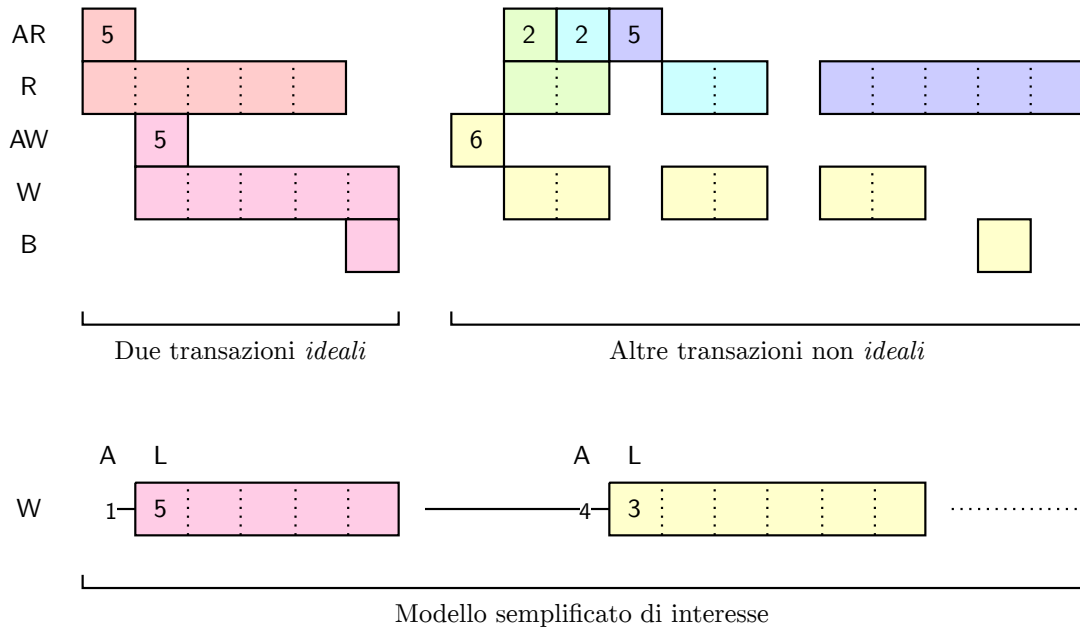 AR 5 2 2 5
R
AW 5 6
W
B
Due transazioni ideali Altre transazioni non ideali
A L A L
W 1 5 4 3
Modello semplificato di interesse